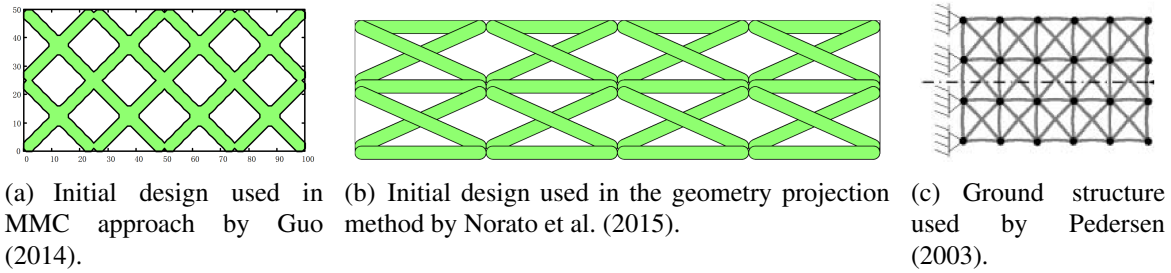 50
40
30
20
10
0
0 10 20 30 40 50 60 70 80 90 100
(a) Initial design used in
MMC approach by Guo
(2014).
(b) Initial design used in the geometry projection
method by Norato et al. (2015).
(c) Ground structure
used by Pedersen
(2003).